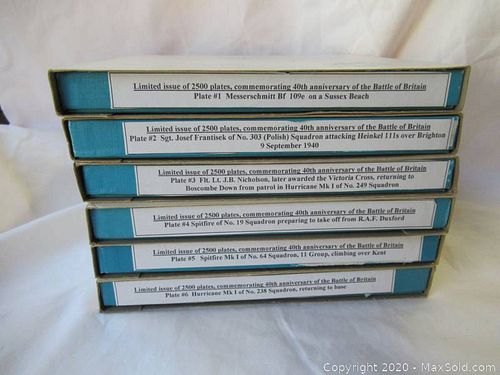 Limited issue of 2500 plates, commemorating 40th anniversary of the Battle of Britain
Plate #1 Messerschmitt Bf 109e on a Sussex Beach
Limited issue of 2500 plates, commemorating 40th anniversary of the Battle of Britain
Plate #2 Sgt. Josef Frantisek of No. 303 (Polish) Squadron attacking Heinkel 111s over Brighton
9 September 1940
Limited issue of 2500 plates, commemorating 40th anniversary of the Battle of Britain
Plate #3 Flt. Lt. J.B. Nicholson, later awarded the Victoria Cross, returning to
Boscombe Down from patrol in Hurricane Mk I of No. 249 Squadron
Limited issue of 2500 plates, commemorating 40th anniversary of the Battle of Britain
Plate #4 Spitfire of No. 19 Squadron preparing to take off from R.A.F. Duxford
Limited issue of 2500 plates, commemorating 40th anniversary of the Battle of Britain
Plate #5 Spitfire Mk I of No. 64 Squadron, 11 Group, climbing over Kent
Limited issue of 2500 plates, commemorating 40th anniversary of the Battle of Britain
Plate #6 Hurricane Mk I of No. 238 Squadron, returning to base
Copyright © 2020 - MaxSold.com